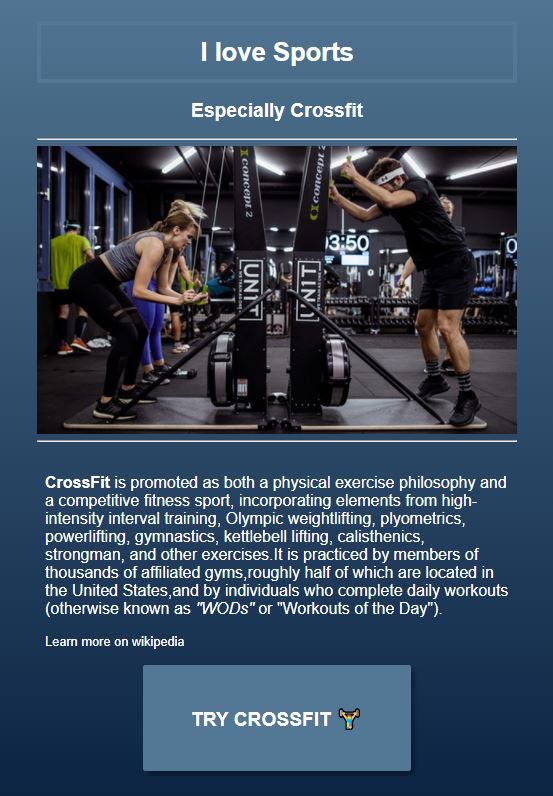 I love Sports
Especially Crossfit
concept 2
concept 2
UNIT
UNIT
03:50
0
CrossFit is promoted as both a physical exercise philosophy and
a competitive fitness sport, incorporating elements from high-
intensity interval training, Olympic weightlifting, plyometrics,
powerlifting, gymnastics, kettlebell lifting, calisthenics,
strongman, and other exercises.It is practiced by members of
thousands of affiliated gyms,roughly half of which are located in
the United States,and by individuals who complete daily workouts
(otherwise known as "WODs" or "Workouts of the Day").
Learn more on wikipedia
TRY CROSSFIT